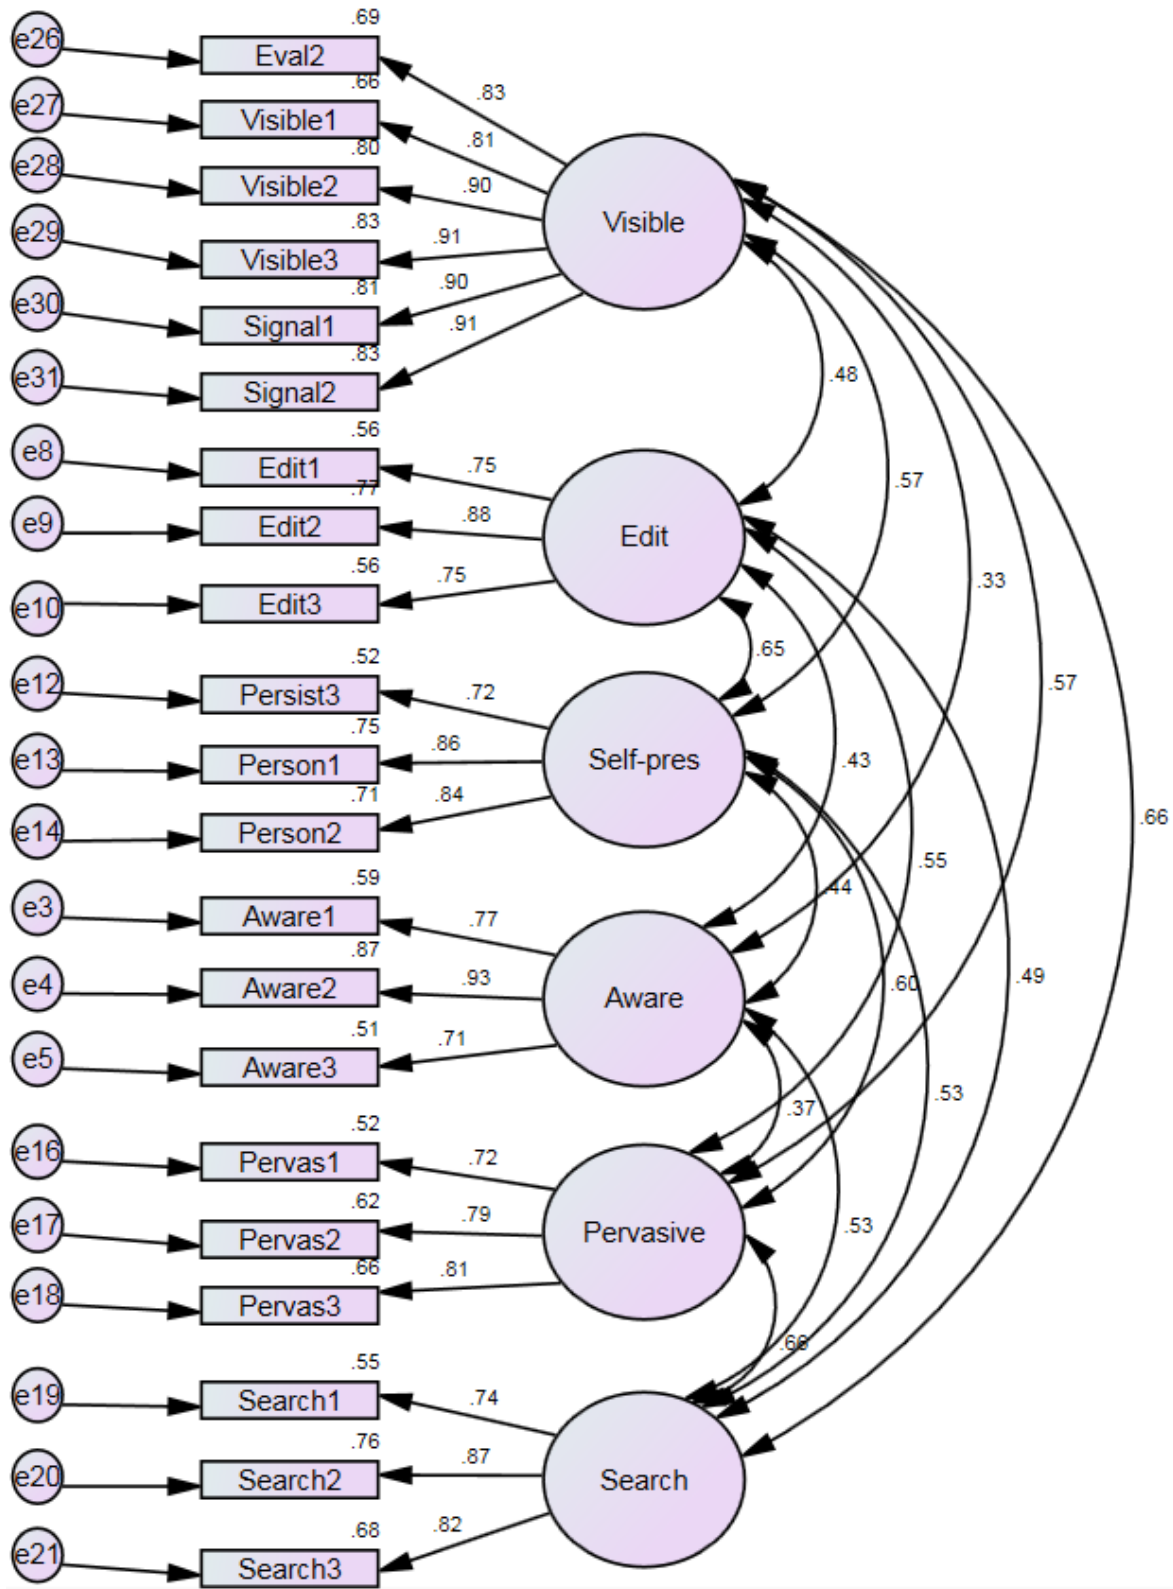 .69
e26
Eval2
.83
.66
e27
Visible1
.81
.80
e28
Visible2
.90
Visible
.83
e29
Visible3
.91
.81
e30
Signal1
.90
.83
e31
Signal2
.91
.48
.56
e8
Edit1
.75
.57
.77
e9
Edit2
.88
Edit
.56
e10
Edit3
.75
.33
.65
.52
e12
Persist3
.72
.57
.75
e13
Person1
.86
Self-pres
.43
.71
e14
Person2
.84
.66
.55
.59
e3
Aware1
.77
.44
.87
e4
Aware2
.93
Aware
.60
.49
.51
e5
Aware3
.71
.53
.37
.52
e16
Pervas1
.72
.62
e17
Pervas2
.79
Pervasive
.53
.66
e18
Pervas3
.81
.55
e19
Search1
.74
.76
e20
Search2
.87
Search
.68
e21
Search3
.82